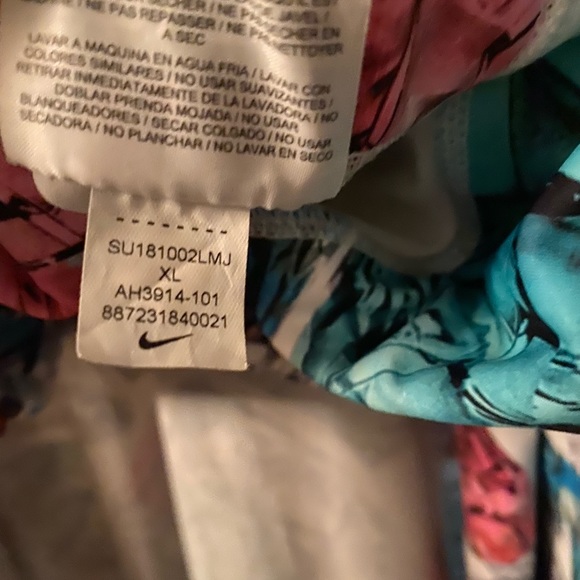 / NE PAS REPASSER / NE PAS
A SEC
LAVAR A MAQUINA EN AGUA FRIA / LAVAR CON
COLORES SIMILARES / NO USAR SUAVIZANTES /
RETIRAR INMEDIATAMENTE DE LA LAVADORA / NO
DOBLAR PRENDA MOJADA / NO USAR
BLANQUEADORES / SECAR COLGADO / NO USAR
SECADORA / NO PLANCHAR / NO LAVAR EN SECO
SU181002LMJ
XL
AH3914-101
887231840021